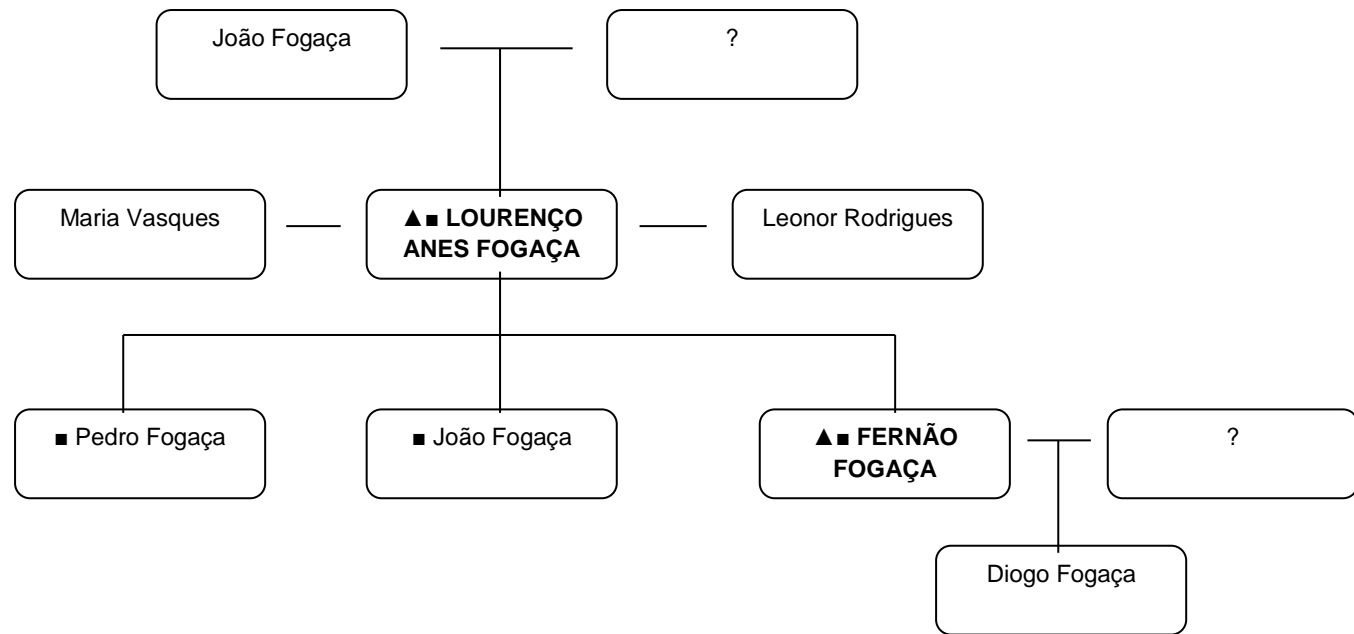 João Fogaça
?
Maria Vasques
▲■ LOURENÇO
ANES FOGAÇA
Leonor Rodrigues
■ Pedro Fogaça
■ João Fogaça
▲■ FERNÃO
FOGAÇA
?
Diogo Fogaça